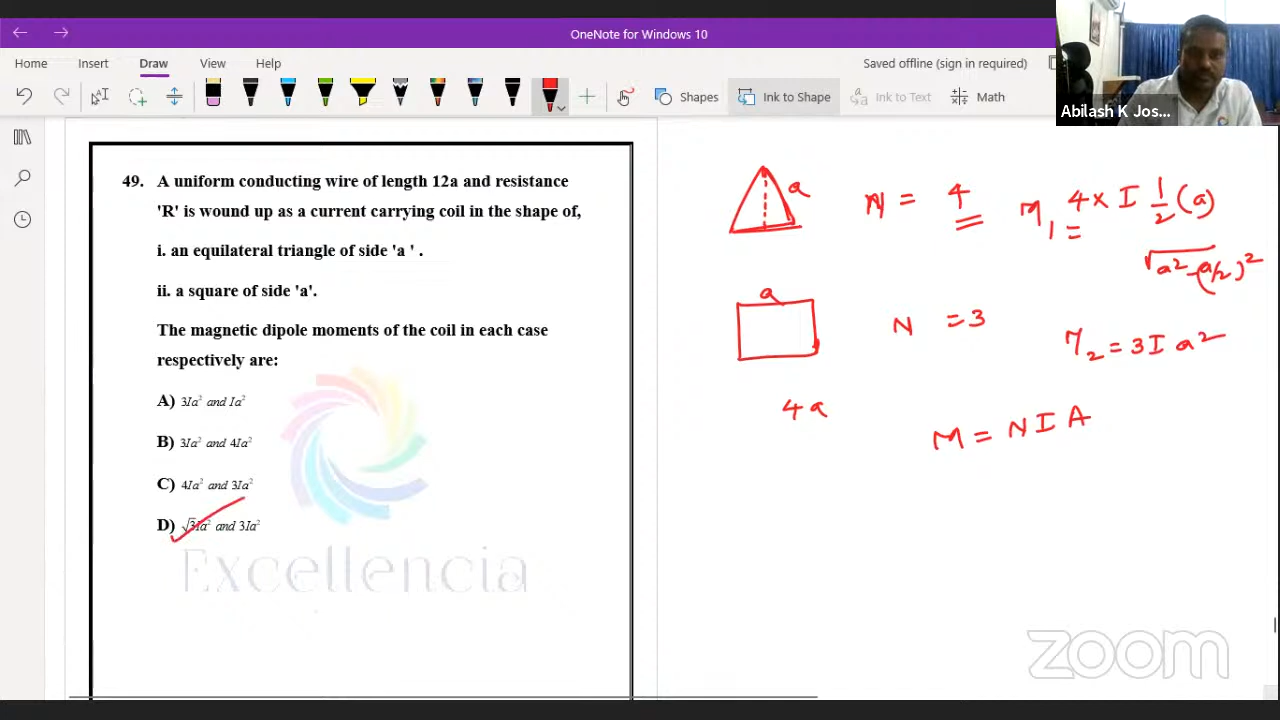 OneNote for Windows 10
Home Insert Draw View Help
Saved offline (sign in required)
Shapes
Ink to Shape
Ink to Text
Math
Abilash K Jos...
49. A uniform conducting wire of length 12a and resistance
'R' is wound up as a current carrying coil in the shape of,
i. an equilateral triangle of side 'a ' .
ii. a square of side 'a'.
The magnetic dipole moments of the coil in each case
respectively are:
A) 3Ia² and Ia²
B) 3Ia² and 4Ia²
C) 4Ia² and 3Ia²
D) √3Ia² and 3Ia²
Excellencia
a
N = 4
M₁ = 4 × I 1/2 (a)
√a² - (a/2)²
a
N = 3
M₂ = 3 I a²
4a
M = N I A
zoom